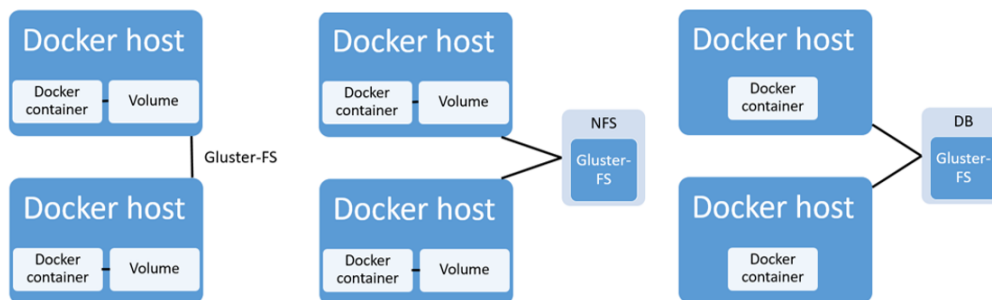 Docker host
Docker
container
Volume
Gluster-FS
Docker host
Docker
container
Volume
Docker host
Docker
container
Volume
NFS
Gluster-
FS
Docker host
Docker
container
Volume
Docker host
Docker
container
DB
Gluster-
FS
Docker host
Docker
container